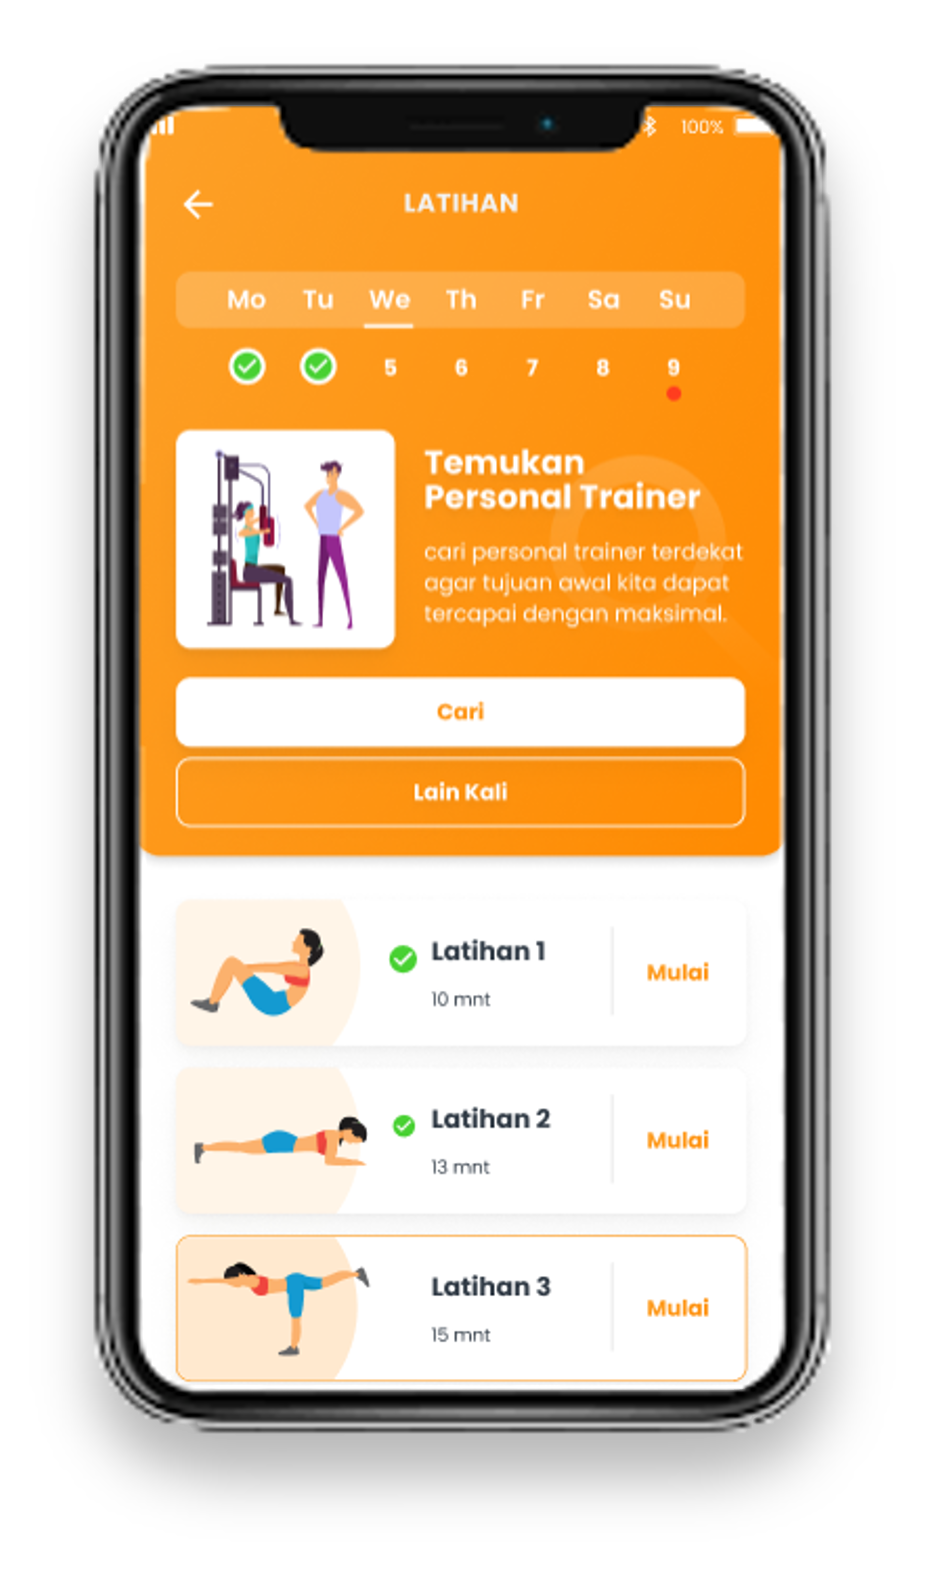 100%
LATIHAN
Mo Tu We Th Fr Sa Su
5 6 7 8 9
Temukan
Personal Trainer
cari personal trainer terdekat
agar tujuan awal kita dapat
tercapai dengan maksimal.
Cari
Lain Kali
Latihan 1
10 mnt
Mulai
Latihan 2
13 mnt
Mulai
Latihan 3
15 mnt
Mulai